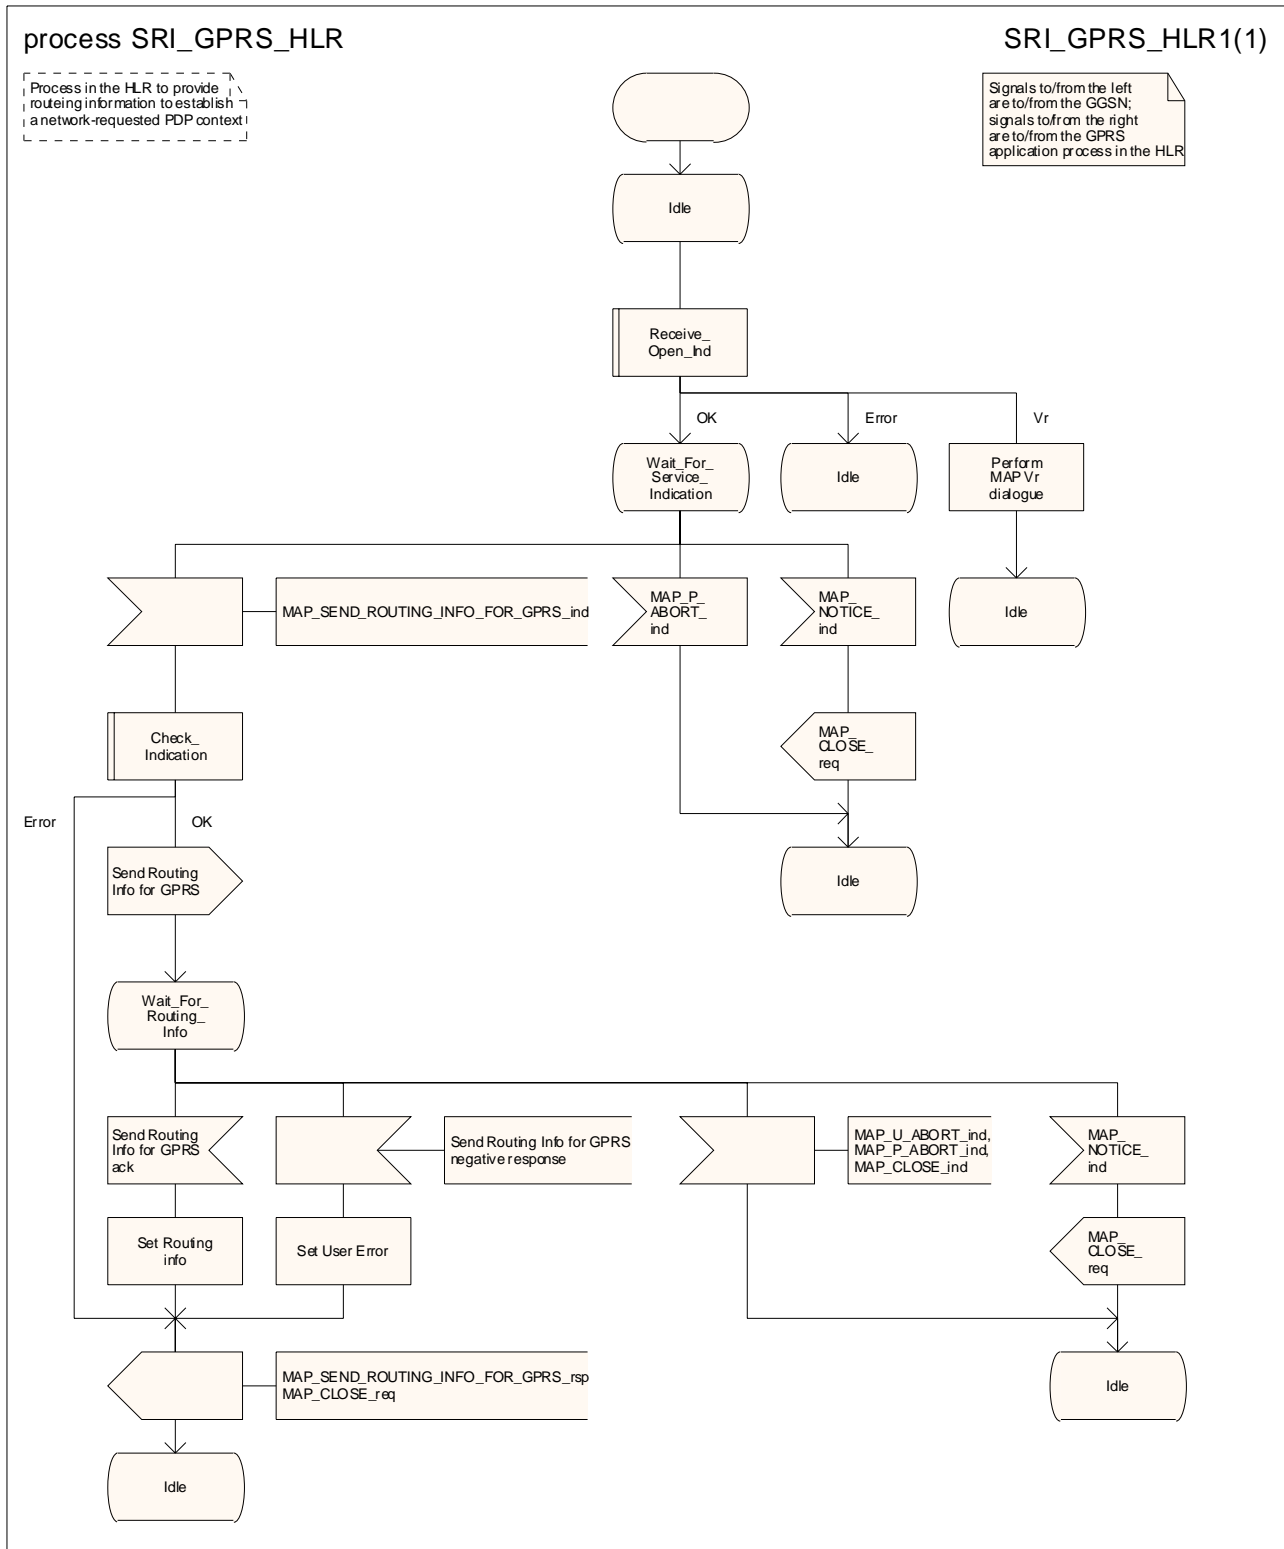 process SRI_GPRS_HLR
SRI_GPRS_HLR1(1)
Process in the HLR to provide
routeing information to establish
a network-requested PDP context
Signals to/from the left
are to/from the GGSN;
signals to/from the right
are to/from the GPRS
application process in the HLR
Idle
Receive_
Open_Ind
OK
Error
Vr
Wait_For_
Service_
Indication
Idle
Perform
MAP Vr
dialogue
MAP_SEND_ROUTING_INFO_FOR_GPRS_ind
MAP_P_
ABORT_
ind
MAP_
NOTICE_
ind
Idle
Check_
Indication
MAP_
CLOSE_
req
Error
OK
Send Routing
Info for GPRS
Idle
Wait_For_
Routing_
Info
Send Routing
Info for GPRS
ack
Send Routing Info for GPRS
negative response
MAP_U_ABORT_ind,
MAP_P_ABORT_ind,
MAP_CLOSE_ind
MAP_
NOTICE_
ind
Set Routing
info
Set User Error
MAP_
CLOSE_
req
MAP_SEND_ROUTING_INFO_FOR_GPRS_rsp
MAP_CLOSE_req
Idle
Idle